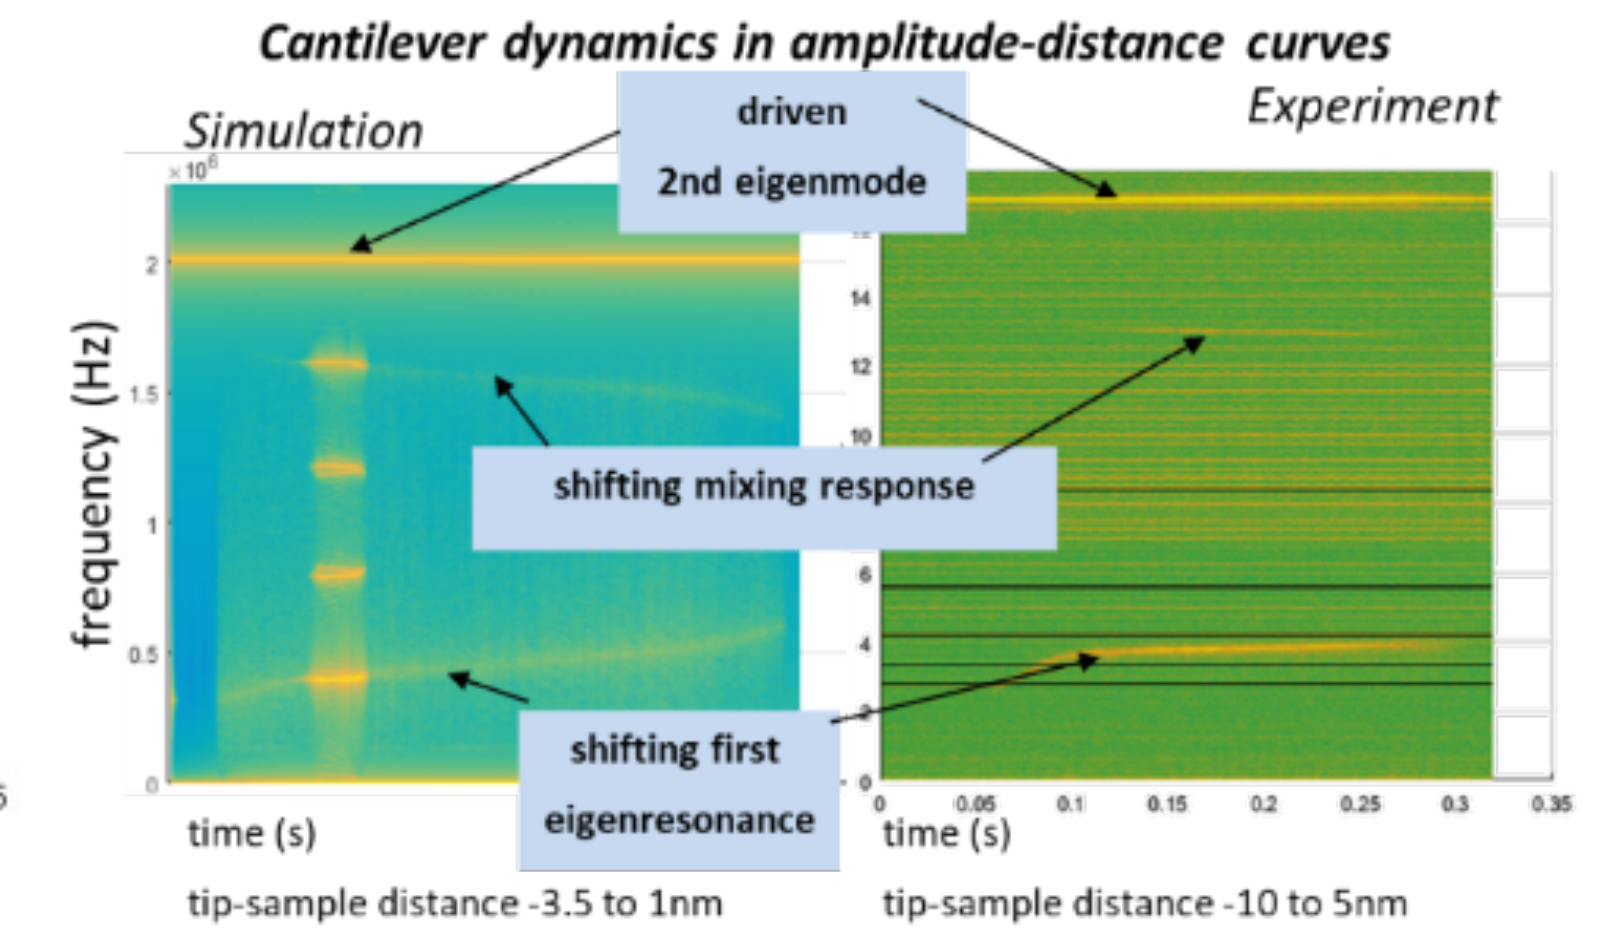 Cantilever dynamics in amplitude-distance curves
Simulation
Experiment
driven
2nd eigenmode
× 10⁶
2
1.5
1
0.5
0
frequency (Hz)
14
12
10
6
4
2
0
shifting mixing response
shifting first
eigenresonance
0 0.05 0.1 0.15 0.2 0.25 0.3 0.35
time (s)
time (s)
tip-sample distance -3.5 to 1nm
tip-sample distance -10 to 5nm